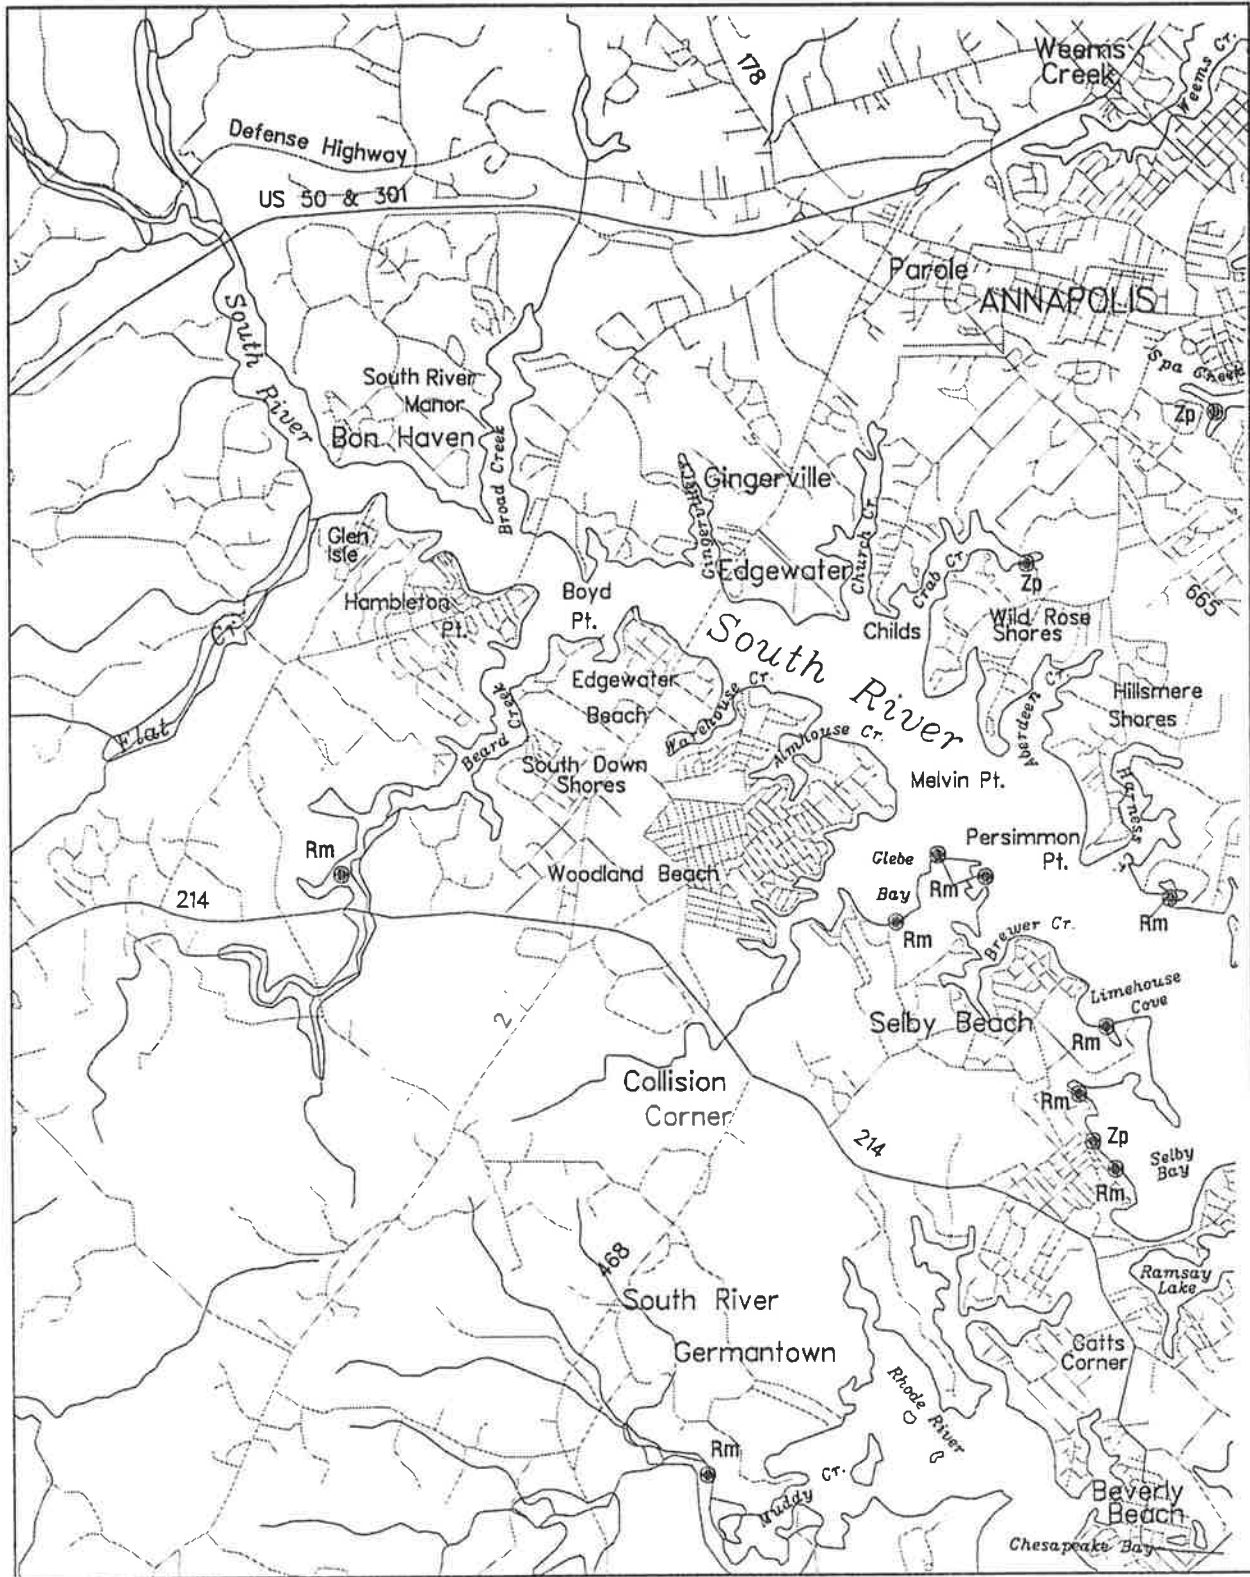 178
Weems
Creek
Weems Cr.
Defense Highway
US 50 & 301
Parole
ANNAPOLIS
South River
Spa Creek
Zp
South River
Manor
Bon Haven
Broad Creek
Gingerville
Gingerville Cr.
Church Cr.
Glen
Isle
Edgewater
Crab Cr.
Zp
665
Hambleton
Pt.
Boyd
Pt.
Childs
Wild Rose
Shores
Flat Cr.
South River
Edgewater
Beach
Warehouse Cr.
Almhouse Cr.
Aberdeen Cr.
Hillsmere
Shores
Beard Creek
South Down
Shores
Melvin Pt.
Harness Cr.
Persimmon
Pt.
Rm
Woodland Beach
Glebe
Bay
Rm
Rm
Rm
214
Brewer Cr.
Limehouse
Cove
2
Selby Beach
Rm
Collision
Corner
Rm
Zp
214
Selby
Bay
Rm
468
South River
Ramsay
Lake
Germantown
Gatts
Corner
Rhode River
Rm
Muddy Cr.
Beverly
Beach
Chesapeake Bay